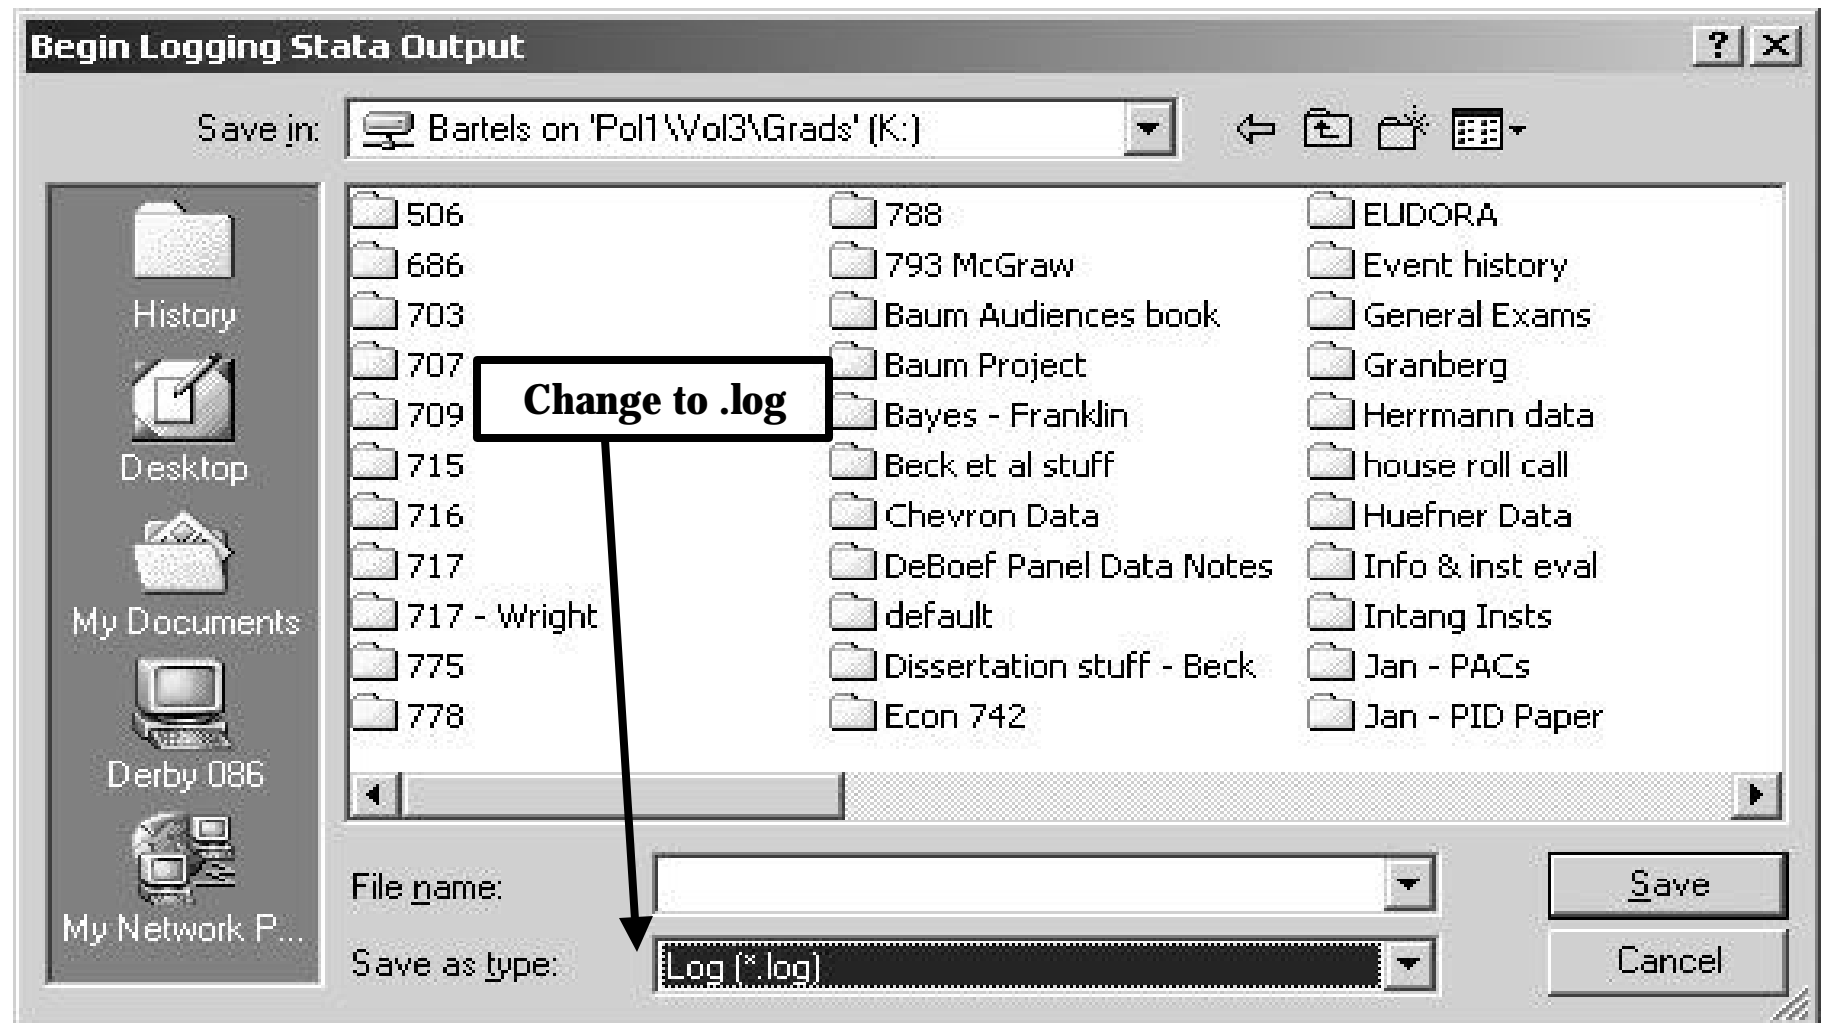 Begin Logging Stata Output
Save in: Bartels on 'Pol1\Vol3\Grads' (K:)
History
Desktop
My Documents
Derby 086
My Network P...
506
686
703
707
709
715
716
717
717 - Wright
775
778
788
793 McGraw
Baum Audiences book
Baum Project
Bayes - Franklin
Beck et al stuff
Chevron Data
DeBoef Panel Data Notes
default
Dissertation stuff - Beck
Econ 742
EUDORA
Event history
General Exams
Granberg
Herrmann data
house roll call
Huefner Data
Info & inst eval
Intang Insts
Jan - PACs
Jan - PID Paper
Change to .log
File name:
Save
Save as type: Log (*.log)
Cancel